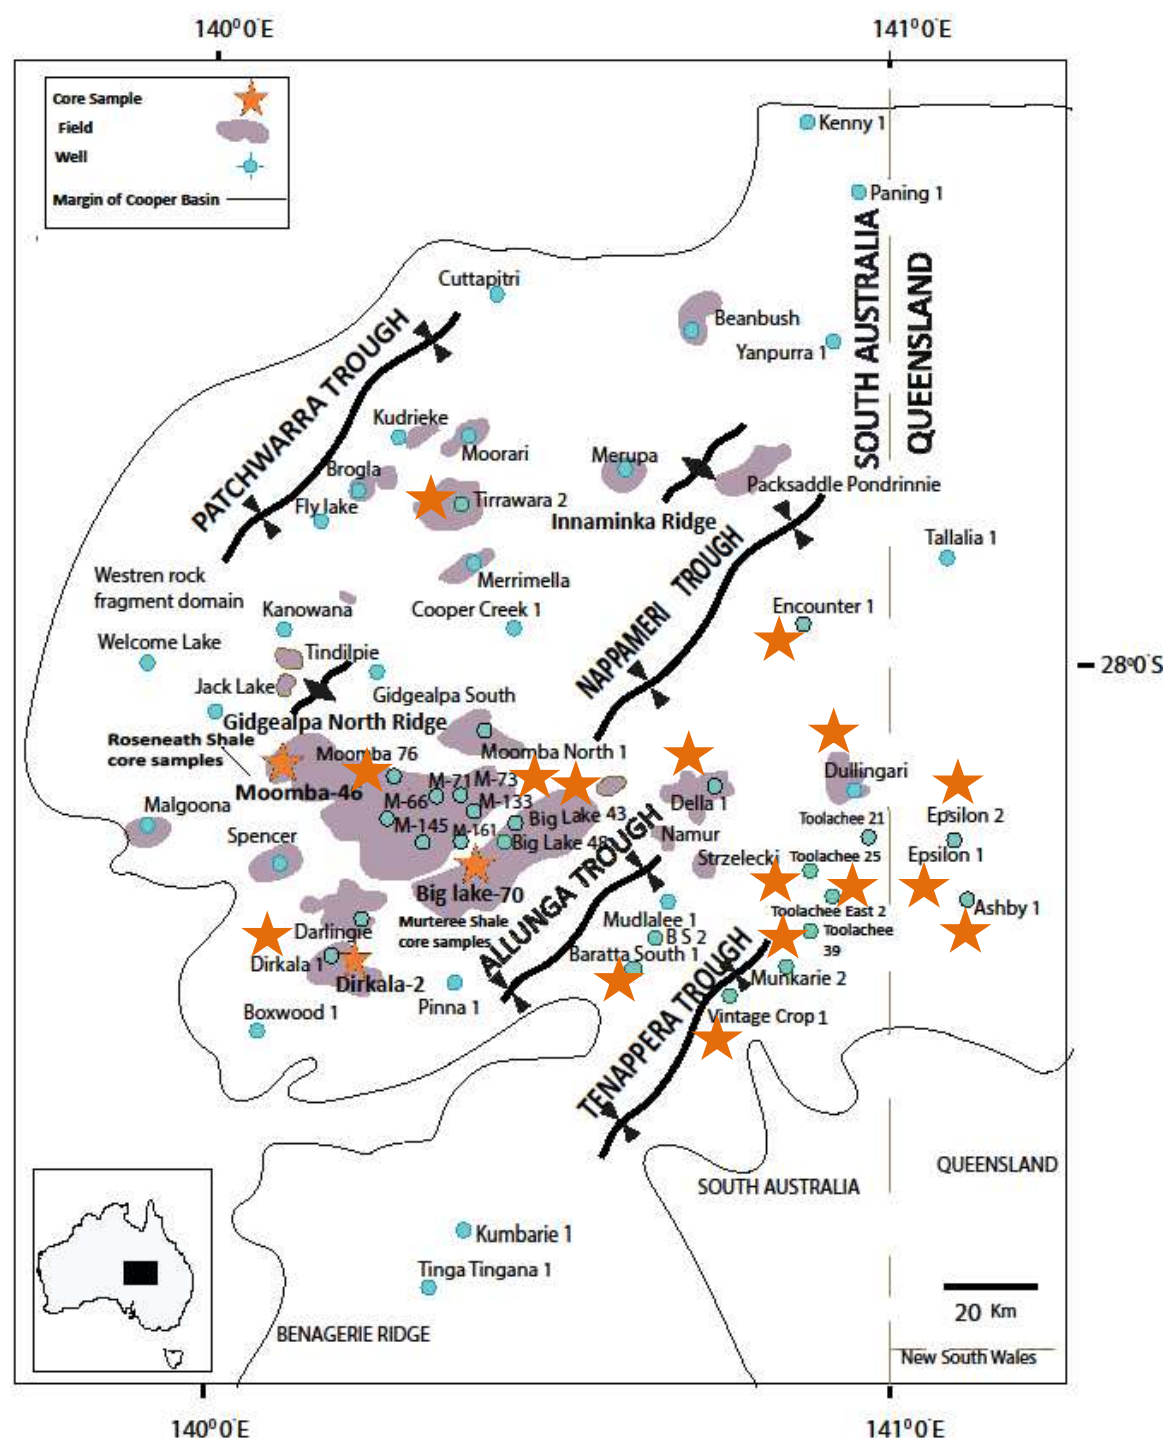 140⁰0'E
141⁰0'E
Core Sample
Field
Well
Margin of Cooper Basin
Kenny 1
Paning 1
SOUTH AUSTRALIA
QUEENSLAND
Cuttapitri
Beanbush
Yanpurra 1
PATCHWARRA TROUGH
Kudrieke
Moorari
Brogla
Merupa
Packsaddle Pondrinnie
Tirrawara 2
Fly lake
Innaminka Ridge
Tallalia 1
NAPPAMERI TROUGH
Westren rock
fragment domain
Merrimella
Kanowana
Cooper Creek 1
Encounter 1
Welcome Lake
Tindilpie
28⁰0'S
Jack Lake
Gidgealpa South
Gidgealpa North Ridge
Roseneath Shale
core samples
Moomba 76
Moomba North 1
Dullingari
Moomba-46
M-71
M-73
M-66
M-133
Della 1
Malgoona
M-145
M-161
Big Lake 43
Big Lake 48
Namur
Toolachee 21
Epsilon 2
Spencer
Strzelecki
Toolachee 25
Epsilon 1
Big lake-70
ALLUNGA TROUGH
Murteree Shale
core samples
Mudlalee 1
Toolachee East 2
Ashby 1
Darlingie
B S 2
Toolachee
39
Dirkala 1
Baratta South 1
Dirkala-2
Munkarie 2
Pinna 1
Boxwood 1
Vintage Crop 1
TENAPPERA TROUGH
QUEENSLAND
SOUTH AUSTRALIA
Kumbarie 1
Tinga Tingana 1
20 Km
BENAGERIE RIDGE
New South Wales
140⁰0'E
141⁰0'E